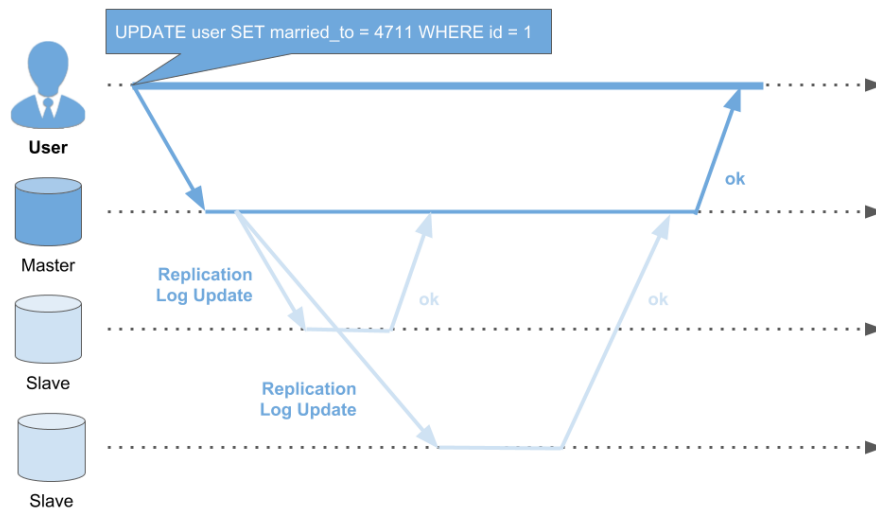 UPDATE user SET married_to = 4711 WHERE id = 1
User
ok
Master
Replication
Log Update
ok
ok
Slave
Replication
Log Update
Slave